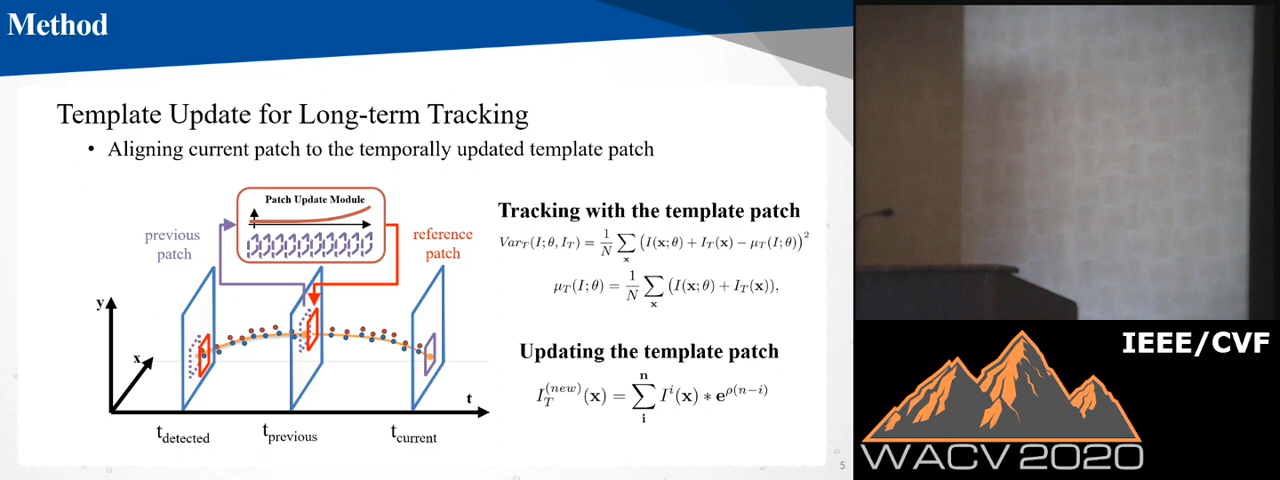 Method
Template Update for Long-term Tracking
• Aligning current patch to the temporally updated template patch
Patch Update Module
previous
patch
reference
patch
y
x
t
t_detected
t_previous
t_current
Tracking with the template patch
Var_T(I; θ, I_T) = 1/N ∑_x (I(x; θ) + I_T(x) − μ_T(I; θ))^2
μ_T(I; θ) = 1/N ∑_x (I(x; θ) + I_T(x)),
Updating the template patch
I_T^(new)(x) = ∑_i^n I^i(x) * e^ρ(n−i)
5
IEEE/CVF
WACV 2020